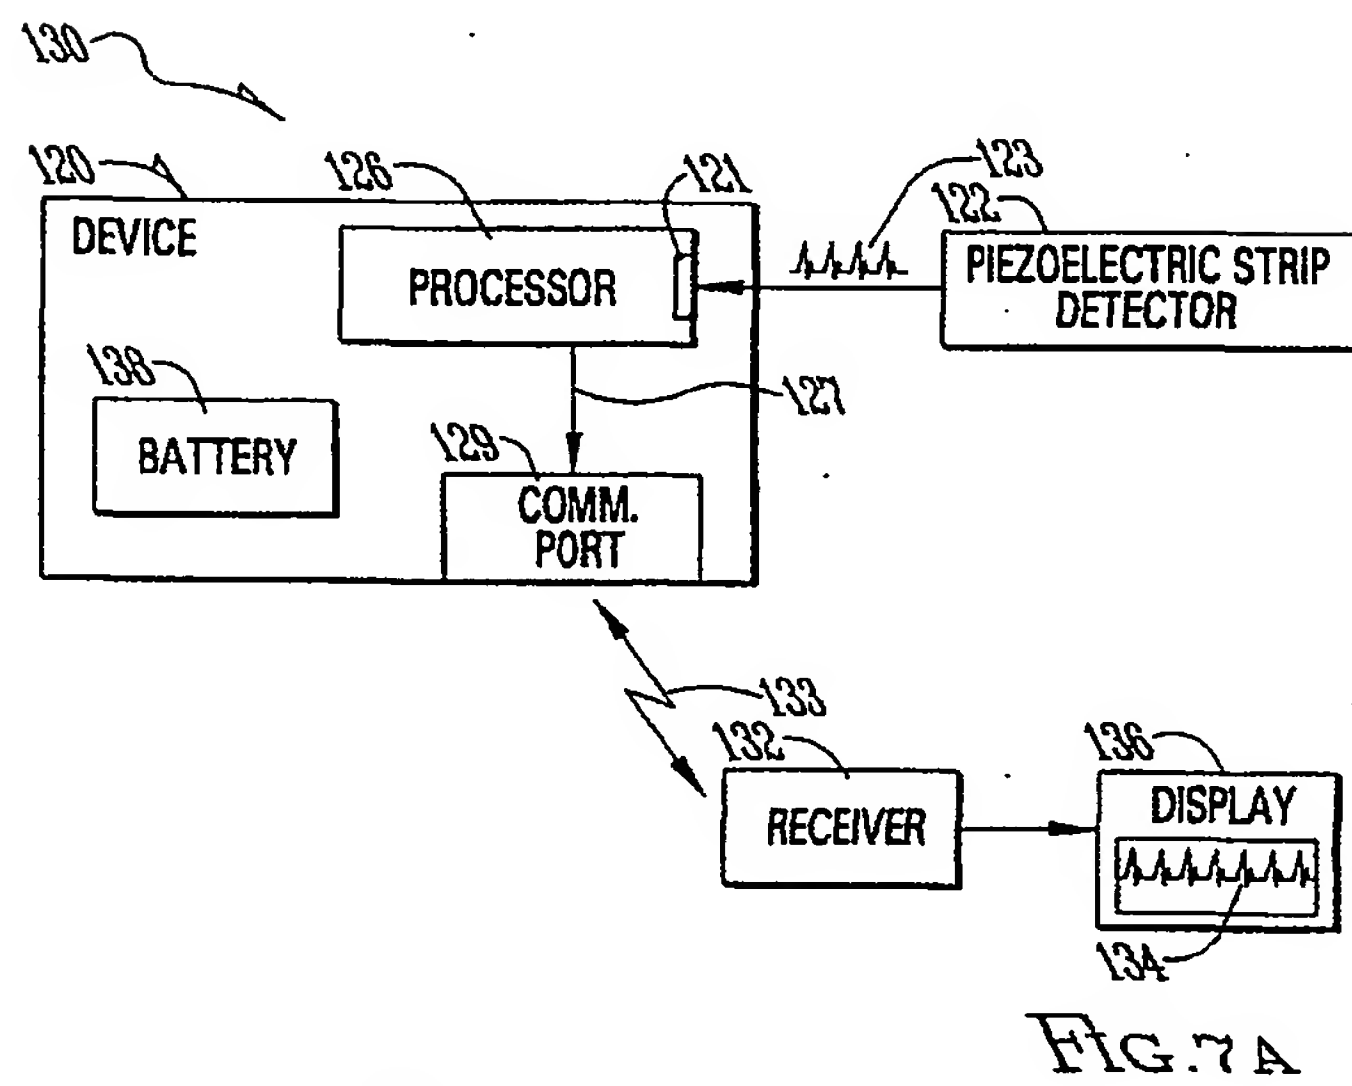 130
120
126
121
123
122
DEVICE
PROCESSOR
PIEZOELECTRIC STRIP
DETECTOR
138
127
BATTERY
129
COMM.
PORT
133
132
136
RECEIVER
DISPLAY
134
FIG. 7A